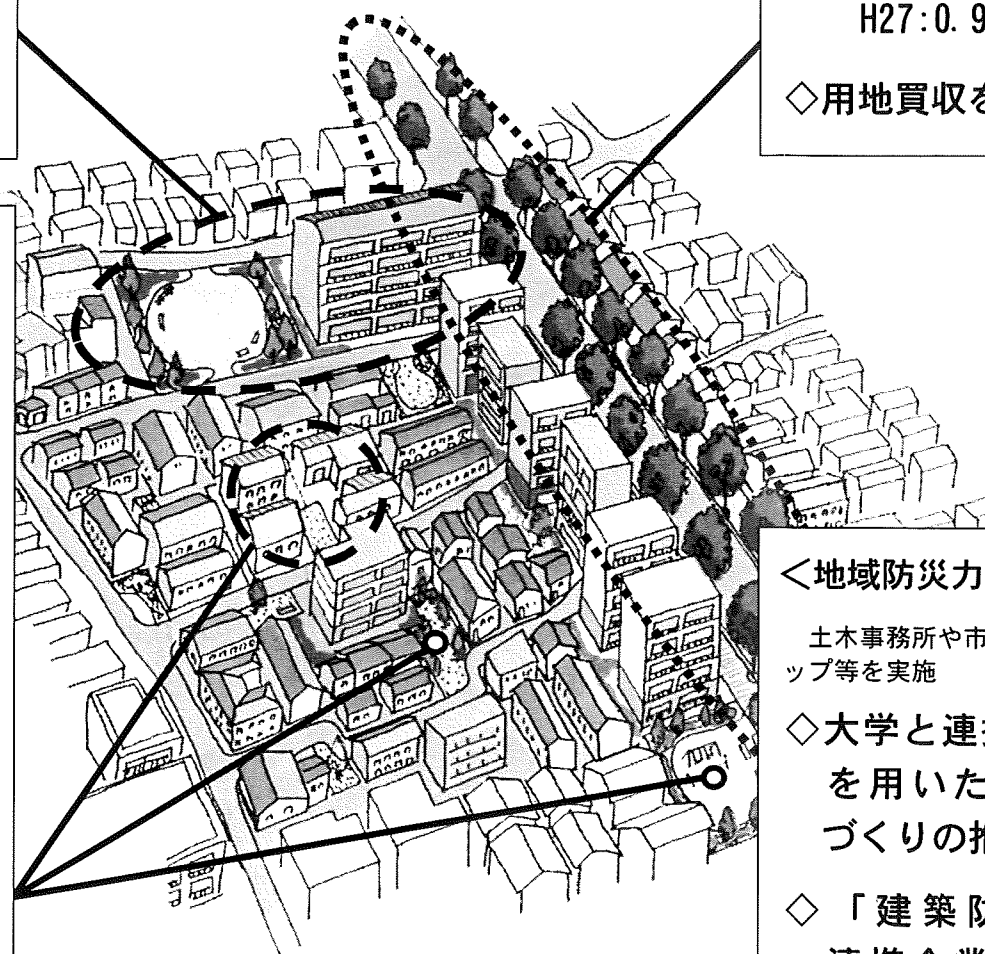 H27:0.9
◇用地買収を
<地域防災力
土木事務所や市
ップ等を実施
◇大学と連携
を用いた
づくりの推
◇「建築防